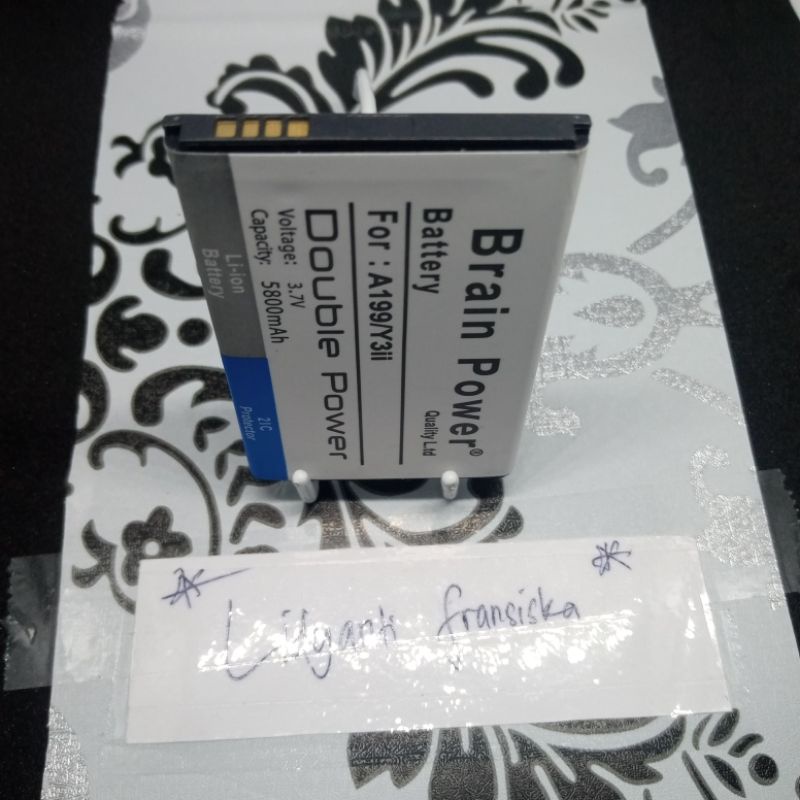 Brain Power®
Quality Ltd
Battery
For : A199/Y3ii
Double Power
Voltage: 3.7V
Capacity: 5800mAh
Li-ion
Battery
2IC
Protector
fransiska